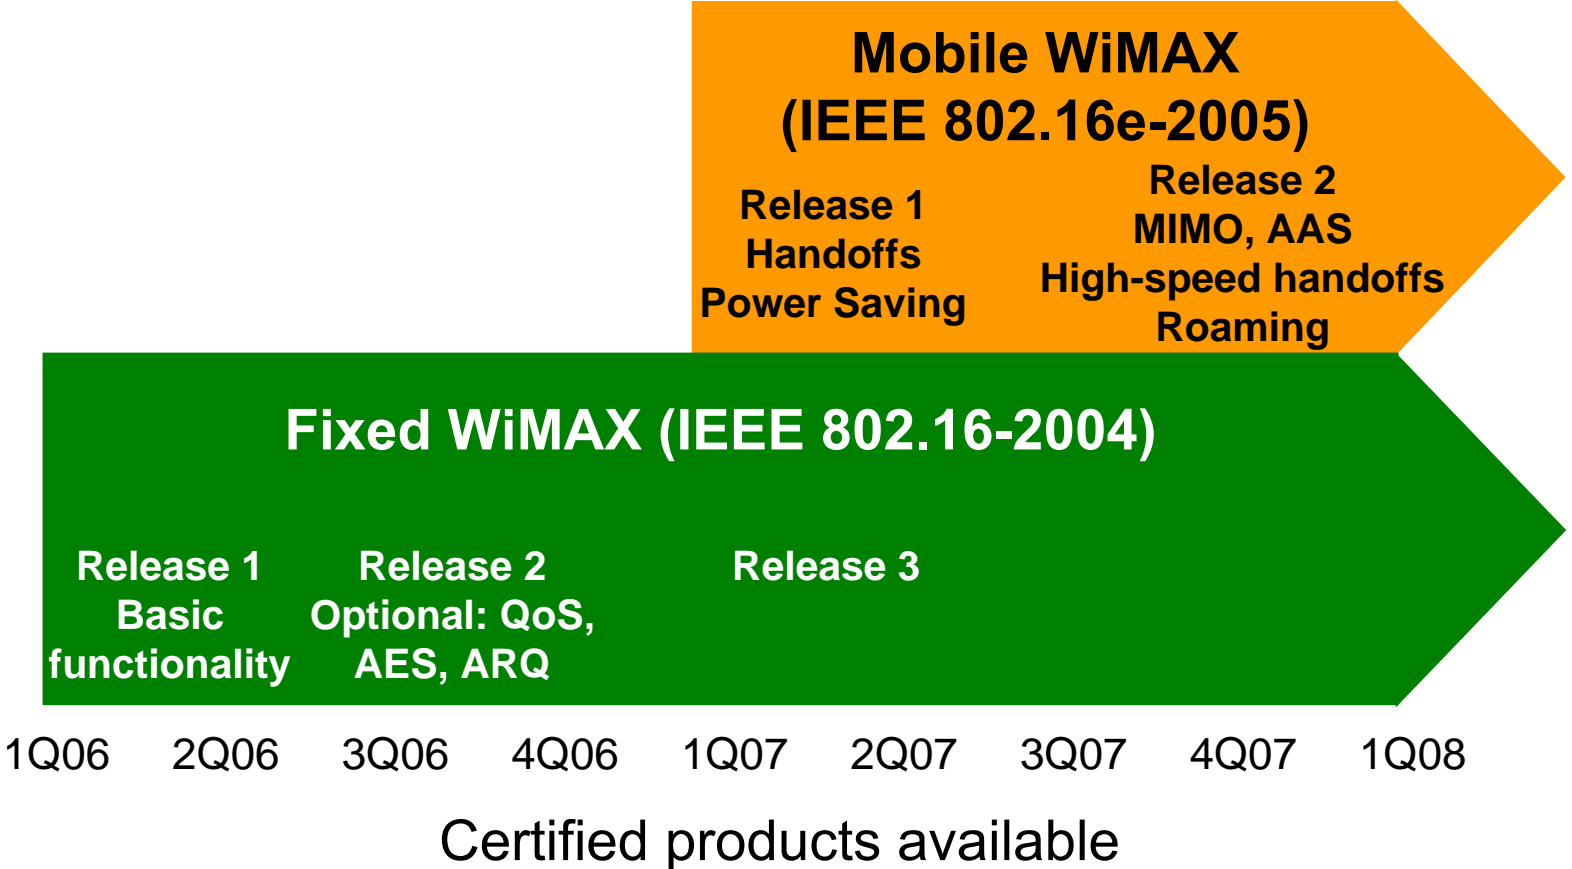 Mobile WiMAX
(IEEE 802.16e-2005)
Release 1
Handoffs
Power Saving
Release 2
MIMO, AAS
High-speed handoffs
Roaming
Fixed WiMAX (IEEE 802.16-2004)
Release 1
Basic
functionality
Release 2
Optional: QoS,
AES, ARQ
Release 3
1Q06 2Q06 3Q06 4Q06 1Q07 2Q07 3Q07 4Q07 1Q08
Certified products available